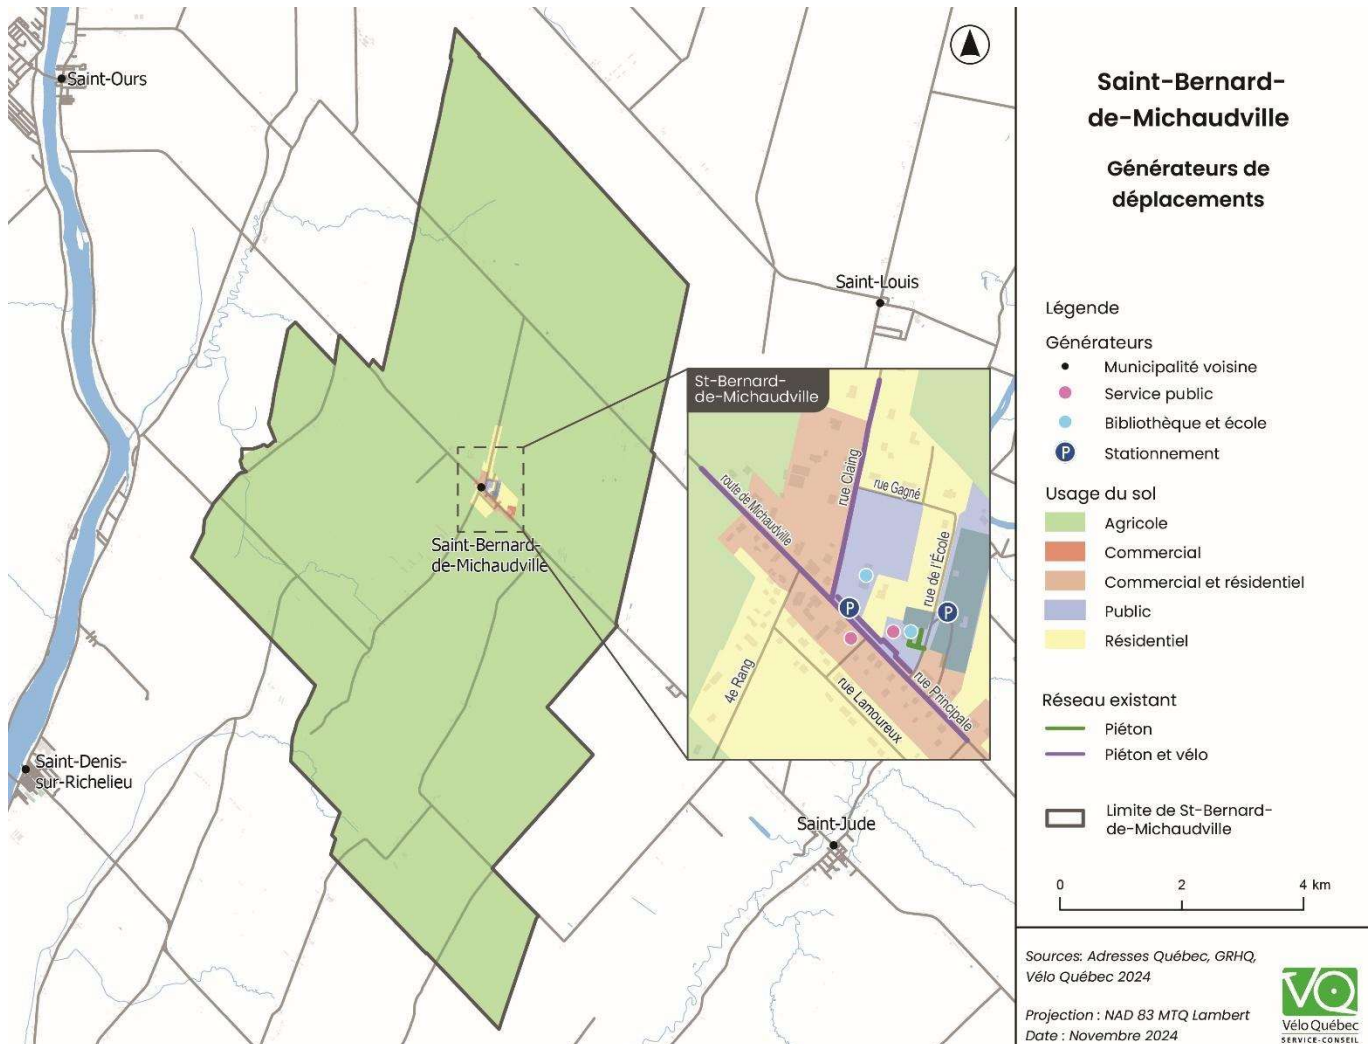 Saint-Ours
Saint-Louis
Saint-Bernard-
de-Michaudville
Saint-Denis-
sur-Richelieu
Saint-Jude
St-Bernard-
de-Michaudville
route de Michaudville
rue Claing
rue Gagné
rue de l'École
P
P
4e Rang
rue Lamoureux
rue Principale
Saint-Bernard-
de-Michaudville
Générateurs de
déplacements
Légende
Générateurs
Municipalité voisine
Service public
Bibliothèque et école
P Stationnement
Usage du sol
Agricole
Commercial
Commercial et résidentiel
Public
Résidentiel
Réseau existant
Piéton
Piéton et vélo
Limite de St-Bernard-
de-Michaudville
0 2 4 km
Sources: Adresses Québec, GRHQ,
Vélo Québec 2024
Projection : NAD 83 MTQ Lambert
Date : Novembre 2024
VQ
Vélo Québec
SERVICE-CONSEIL